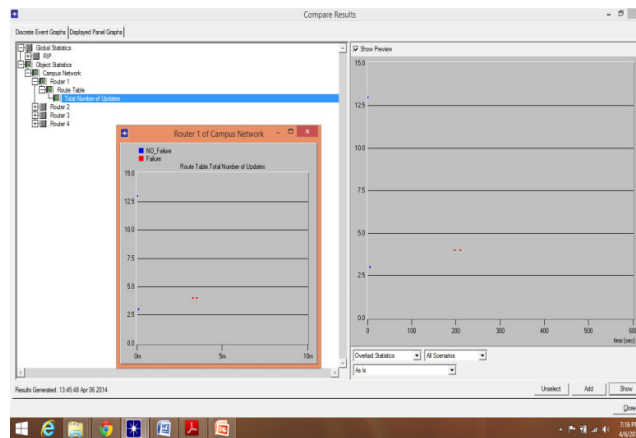 Compare Results
Discrete Event Graphs Displayed Panel Graphs
Global Statistics
RIP
Object Statistics
Campus Network
Router 1
Route Table
Total Number of Updates
Router 2
Router 3
Router 4
Router 1 of Campus Network
NO_Failure
Failure
Route Table.Total Number of Updates
15.0
12.5
10.0
7.5
5.0
2.5
0.0
0m
5m
10m
Show Preview
15.0
12.5
10.0
7.5
5.0
2.5
0.0
0
100
200
300
400
500
600
time (sec)
Overlaid Statistics
All Scenarios
As Is
Results Generated: 13:45:48 Apr 06 2014
Unselect
Add
Show
Close
7:16 PM